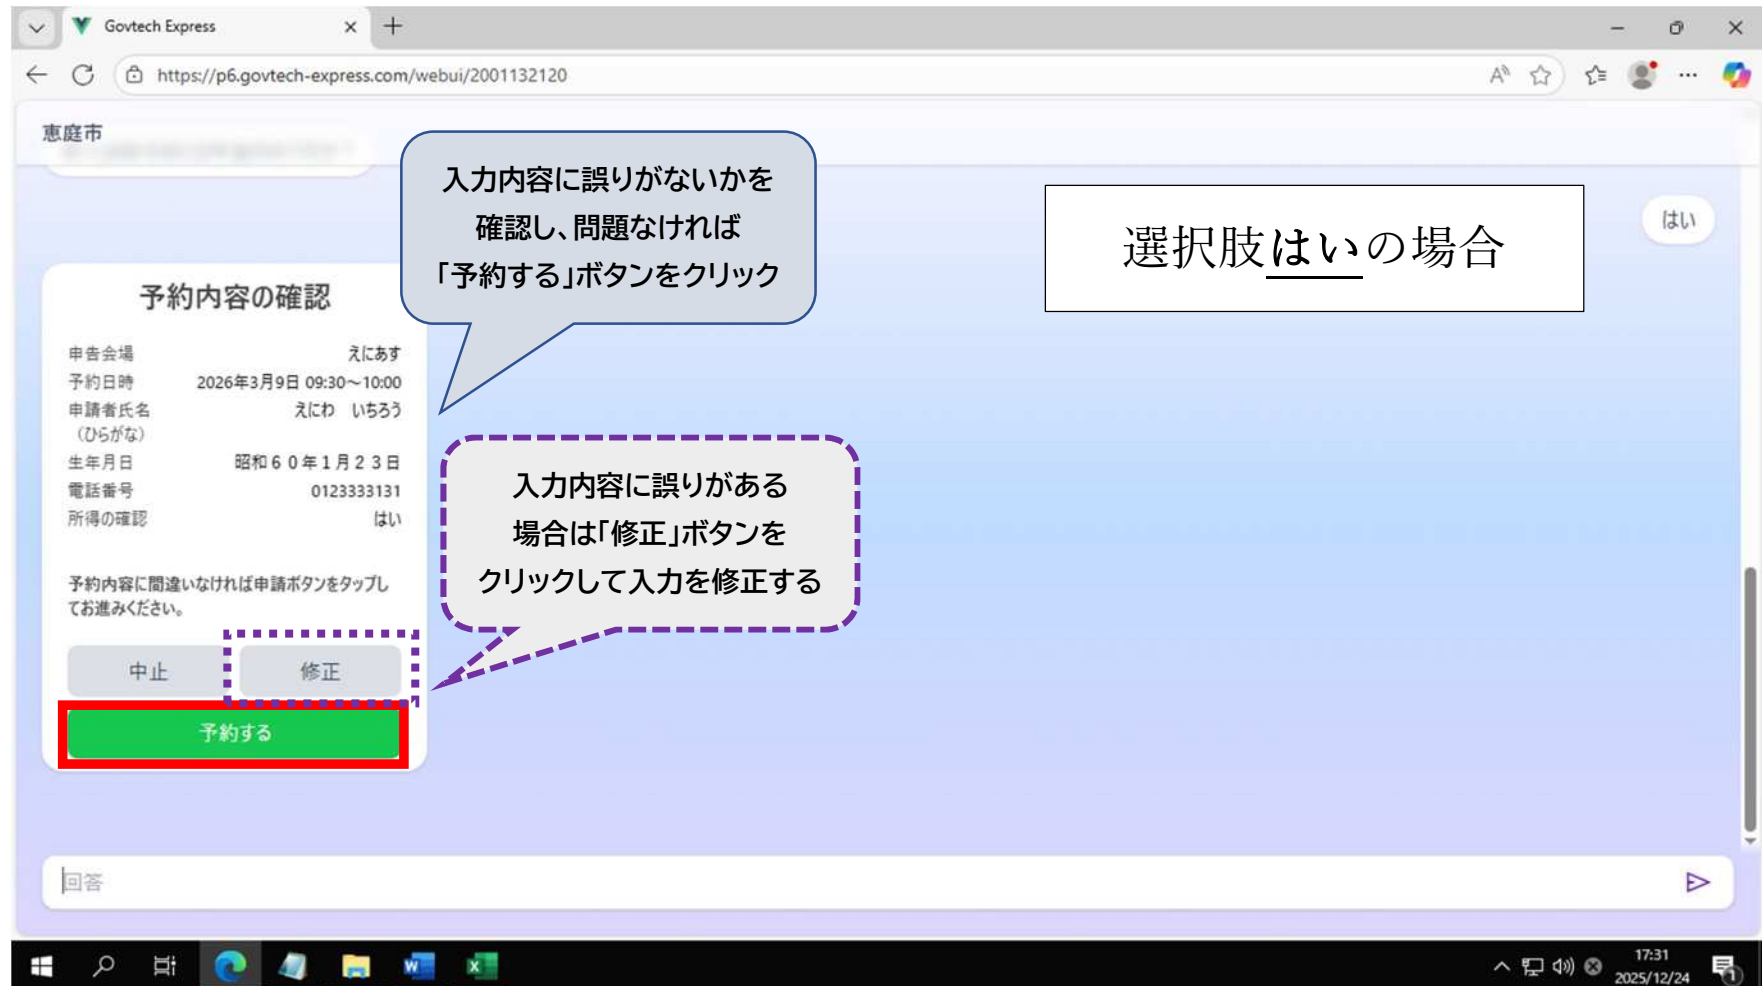 Govtech Express
https://p6.govtech-express.com/webui/2001132120
恵庭市
入力内容に誤りがないかを
確認し、問題なければ
「予約する」ボタンをクリック
選択肢はいの場合
はい
予約内容の確認
申告会場 えにあす
予約日時 2026年3月9日 09:30～10:00
申請者氏名 えにわ　いちろう
（ひらがな）
生年月日 昭和６０年１月２３日
電話番号 0123333131
所得の確認 はい
入力内容に誤りがある
場合は「修正」ボタンを
クリックして入力を修正する
予約内容に間違いなければ申請ボタンをタップし
てお進みください。
中止 修正
予約する
回答
17:31
2025/12/24